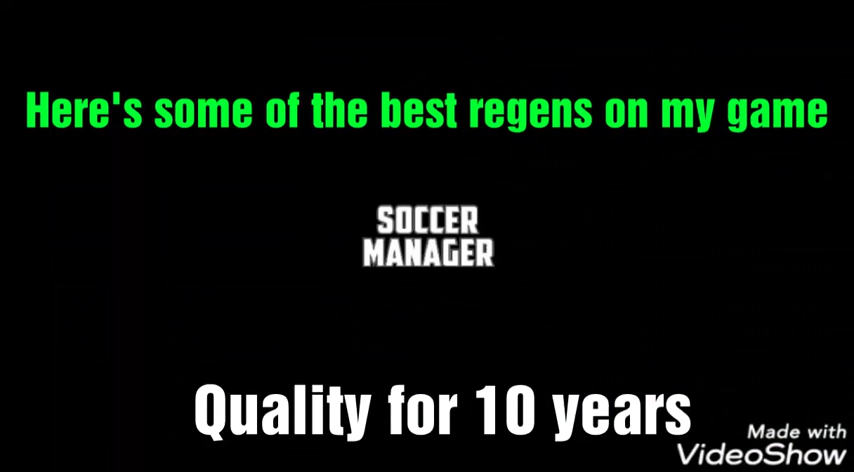 Here's some of the best regens on my game
SOCCER
MANAGER
Quality for 10 years
Made with
VideoShow